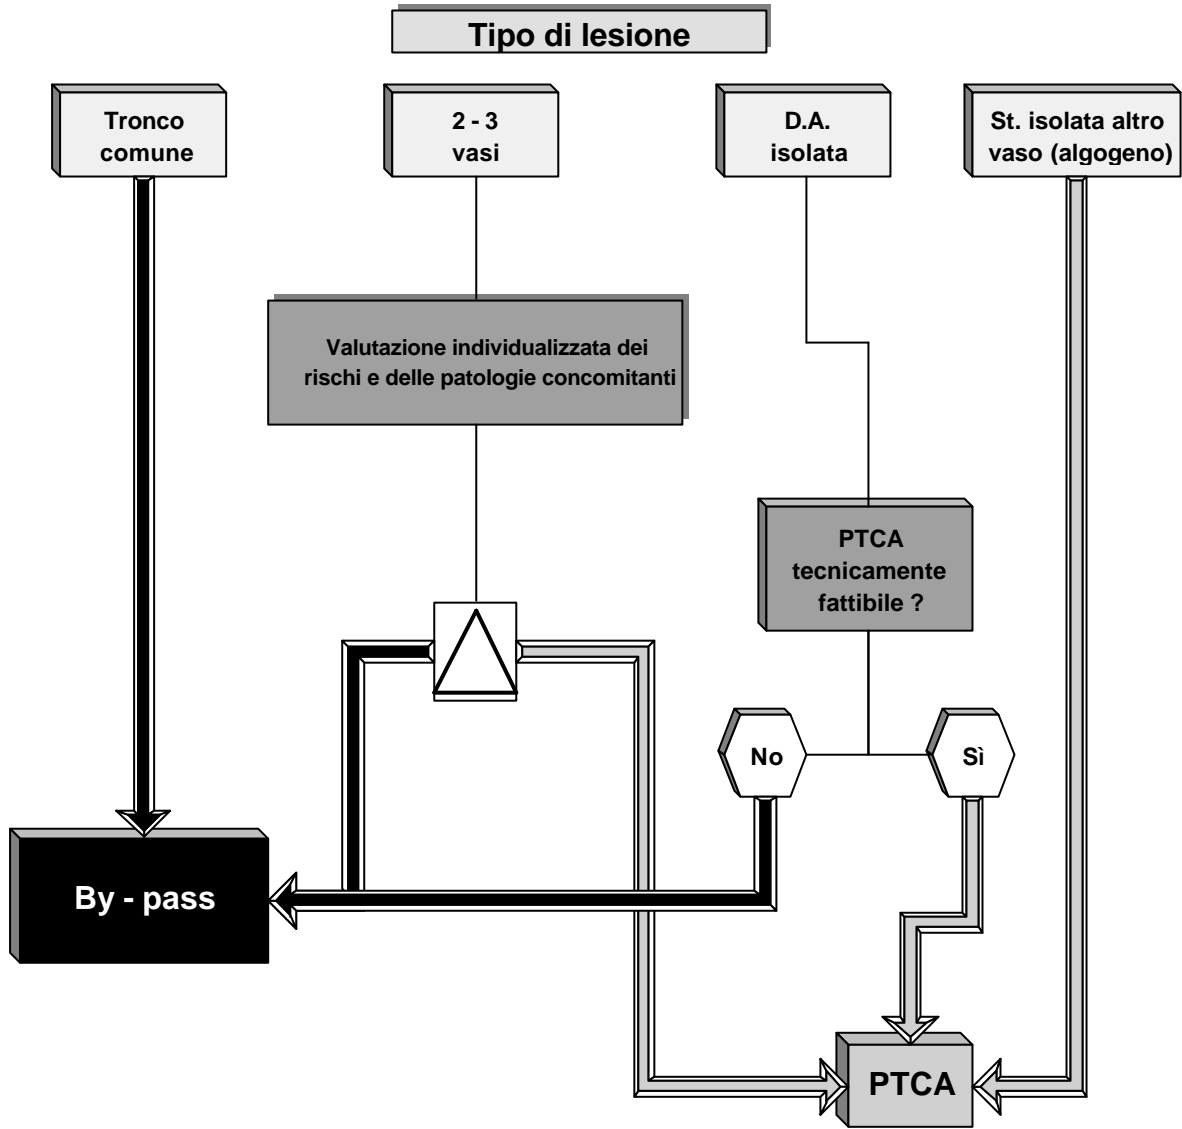 Tipo di lesione
Tronco
comune
2 - 3
vasi
D.A.
isolata
St. isolata altro
vaso (algogeno)
Valutazione individualizzata dei
rischi e delle patologie concomitanti
PTCA
tecnicamente
fattibile ?
No
Sì
By - pass
PTCA